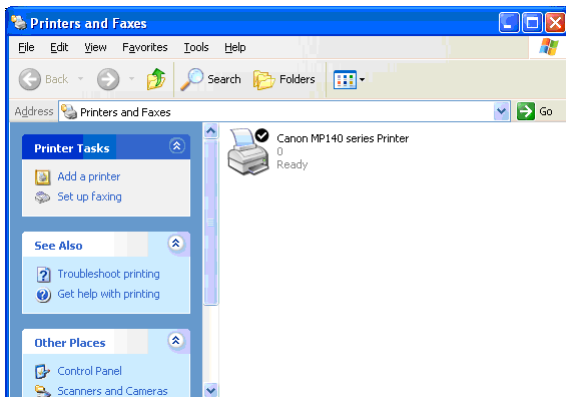 Printers and Faxes
File Edit View Favorites Tools Help
Back Search Folders
Address Printers and Faxes Go
Printer Tasks
Add a printer
Set up faxing
See Also
Troubleshoot printing
Get help with printing
Other Places
Control Panel
Scanners and Cameras
Canon MP140 series Printer
0
Ready